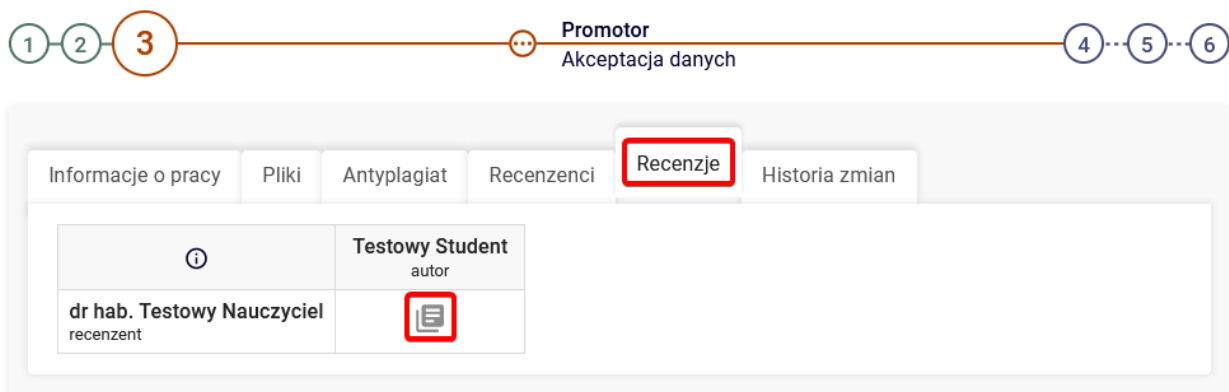 1 2 3 Promotor 4 5 6
Akceptacja danych
Informacje o pracy Pliki Antyplagiat Recenzenci Recenzje Historia zmian
Testowy Student
autor
dr hab. Testowy Nauczyciel
recenzent